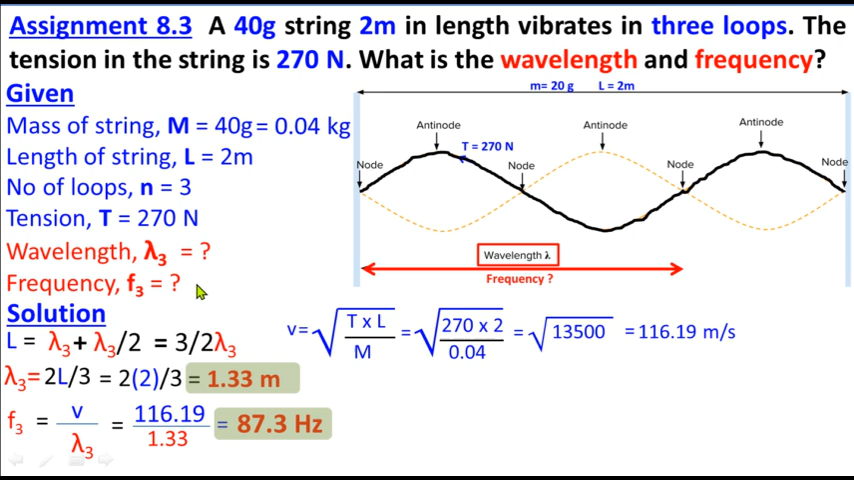 Assignment 8.3 A 40g string 2m in length vibrates in three loops. The
tension in the string is 270 N. What is the wavelength and frequency?
Given
Mass of string, M = 40g = 0.04 kg
Length of string, L = 2m
No of loops, n = 3
Tension, T = 270 N
Wavelength, λ₃ = ?
Frequency, f₃ = ?
m= 20 g L = 2m
Antinode Antinode Antinode
T = 270 N
Node Node Node Node
Wavelength λ
Frequency ?
Solution
L = λ₃ + λ₃/2 = 3/2λ₃
λ₃= 2L/3 = 2(2)/3 = 1.33 m
f₃ = v/λ₃ = 116.19/1.33 = 87.3 Hz
v= √(T x L/M) = √(270 x 2/0.04) = √13500 = 116.19 m/s